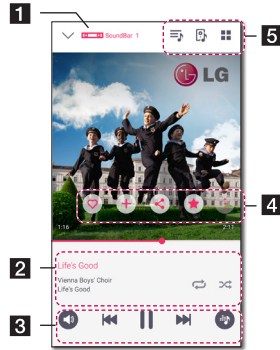 1
SoundBar 1
5
LG
4
1:16
2:11
2
Life's Good
Vienna Boys' Choir
Life's Good
3